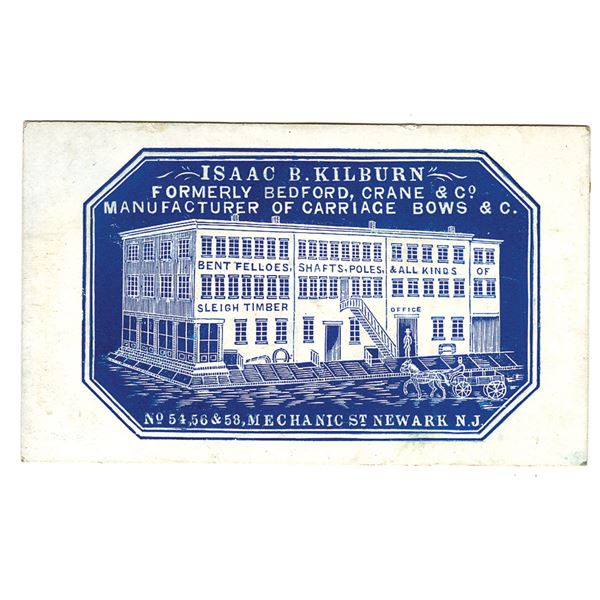 ISAAC B. KILBURN
FORMERLY BEDFORD, CRANE & Co
MANUFACTURER OF CARRIAGE BOWS & C.
BENT FELLOES, SHAFTS, POLES, & ALL KINDS OF
SLEIGH TIMBER
OFFICE
No 54, 56 & 58, MECHANIC ST NEWARK N.J.